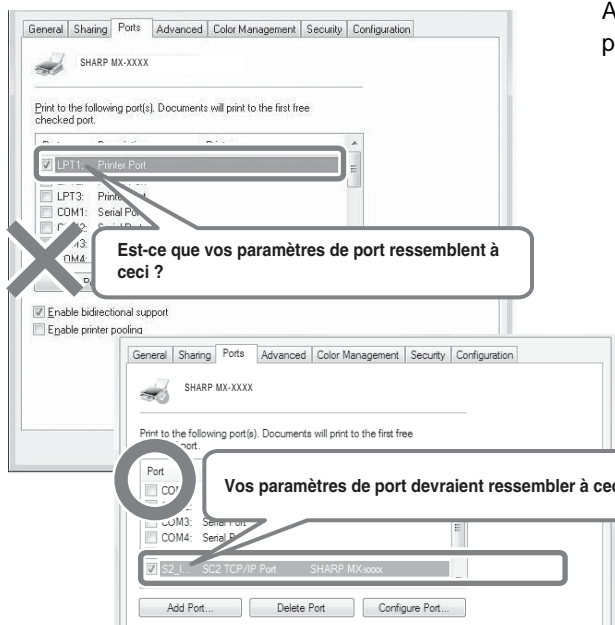 A
p
General Sharing Ports Advanced Color Management Security Configuration
SHARP MX-XXXX
Print to the following port(s). Documents will print to the first free
checked port.
LPT1: Printer Port
LPT3:
COM1: Serial
COM4:
Est-ce que vos paramètres de port ressemblent à
ceci ?
Enable bidirectional support
Enable printer pooling
General Sharing Ports Advanced Color Management Security Configuration
SHARP MX-XXXX
Print to the following port(s). Documents will print to the first free
port.
Port
Vos paramètres de port devraient ressembler à
COM3: Serial Port
COM4: Serial
S2_I... SC2 TCP/IP Port SHARP MX-xxxx
Add Port... Delete Port Configure Port...